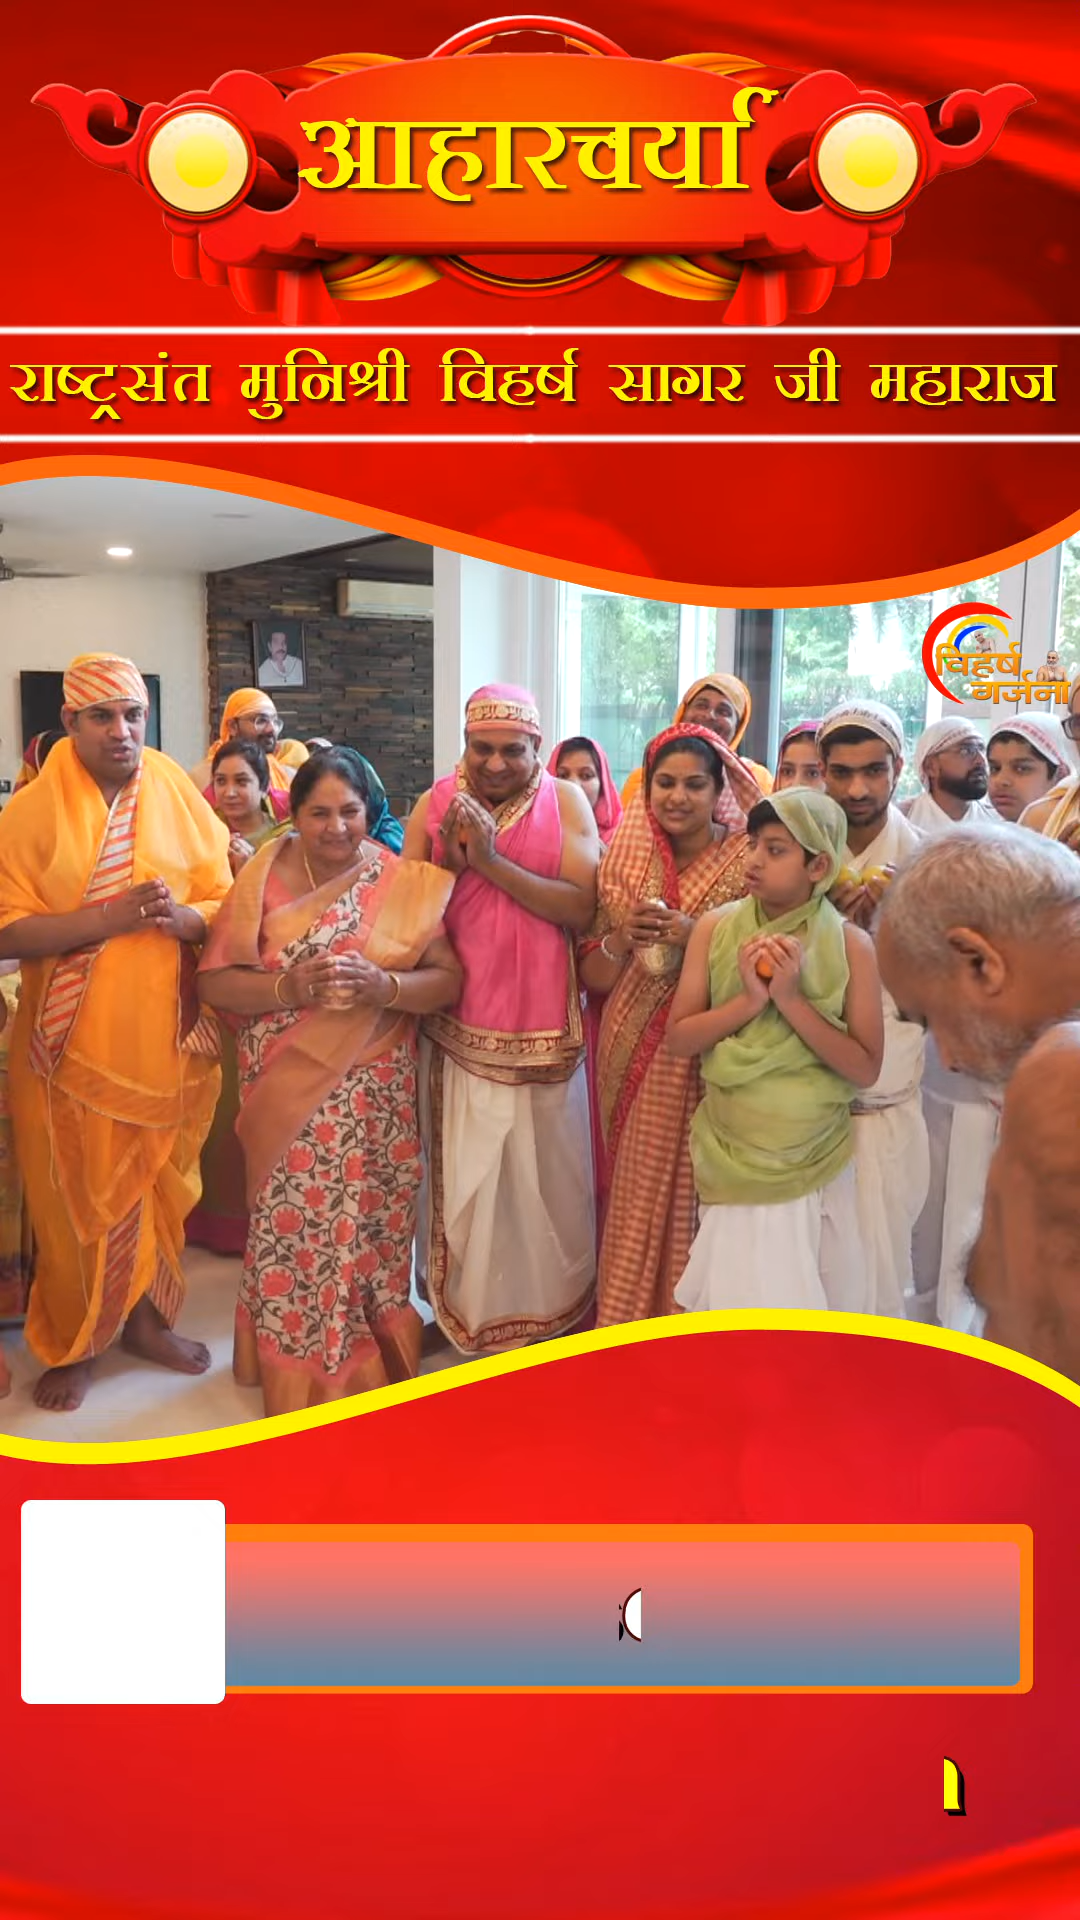 आहारचर्या
राष्ट्रसंत मुनिश्री विहर्ष सागर जी महाराज
विहर्ष
गर्जना